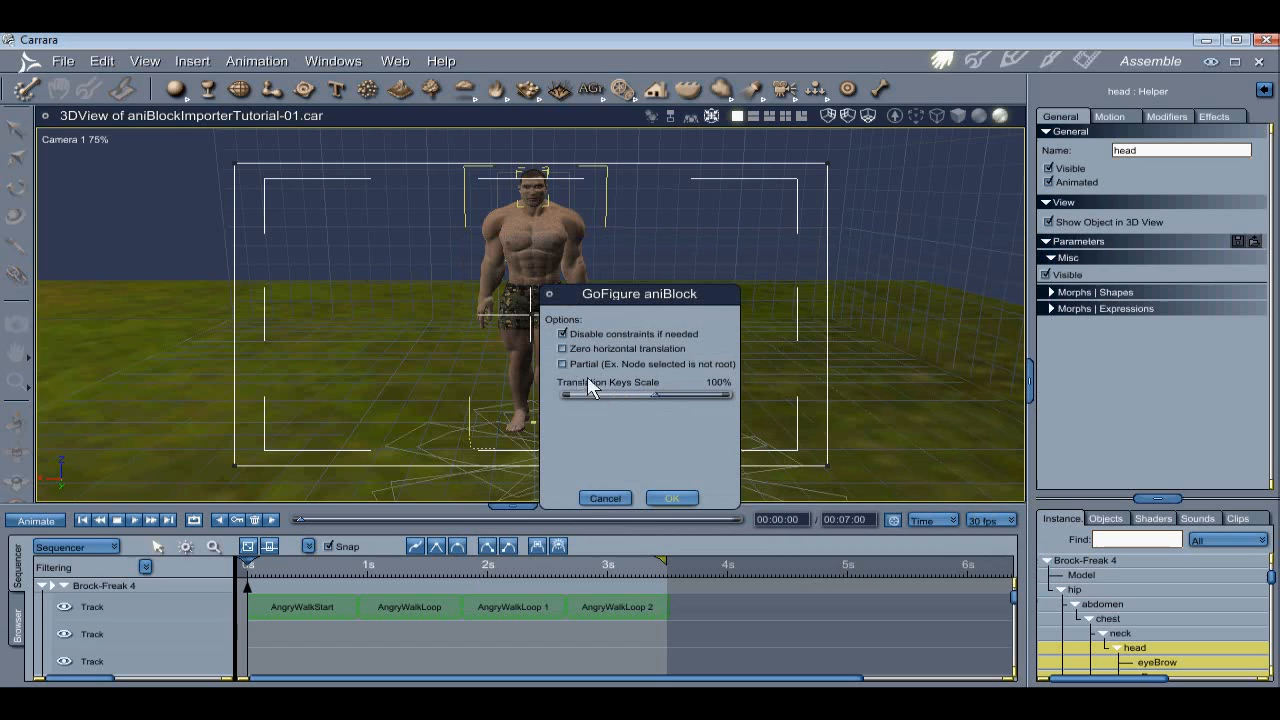 Carrara
File Edit View Insert Animation Windows Web Help
Assemble
3DView of aniBlockImporterTutorial-01.car
Camera 1 75%
head : Helper
General Motion Modifiers Effects
General
Name: head
Visible
Animated
View
Show Object in 3D View
Parameters
Misc
Visible
Morphs | Shapes
Morphs | Expressions
GoFigure aniBlock
Options:
Disable constraints if needed
Zero horizontal translation
Partial (Ex. Node selected is not root)
Translation Keys Scale 100%
Cancel OK
Animate
00:00:00 / 00:07:00
Time
30 fps
Instance. Objects Shaders Sounds Clips
Find: All
Brock-Freak 4
Model
hip
abdomen
chest
neck
head
eyeBrow
Sequencer
Browser
Sequencer
Snap
Filtering
1s 2s 3s 4s 5s 6s
Brock-Freak 4
Track AngryWalkStart AngryWalkLoop AngryWalkLoop 1 AngryWalkLoop 2
Track
Track